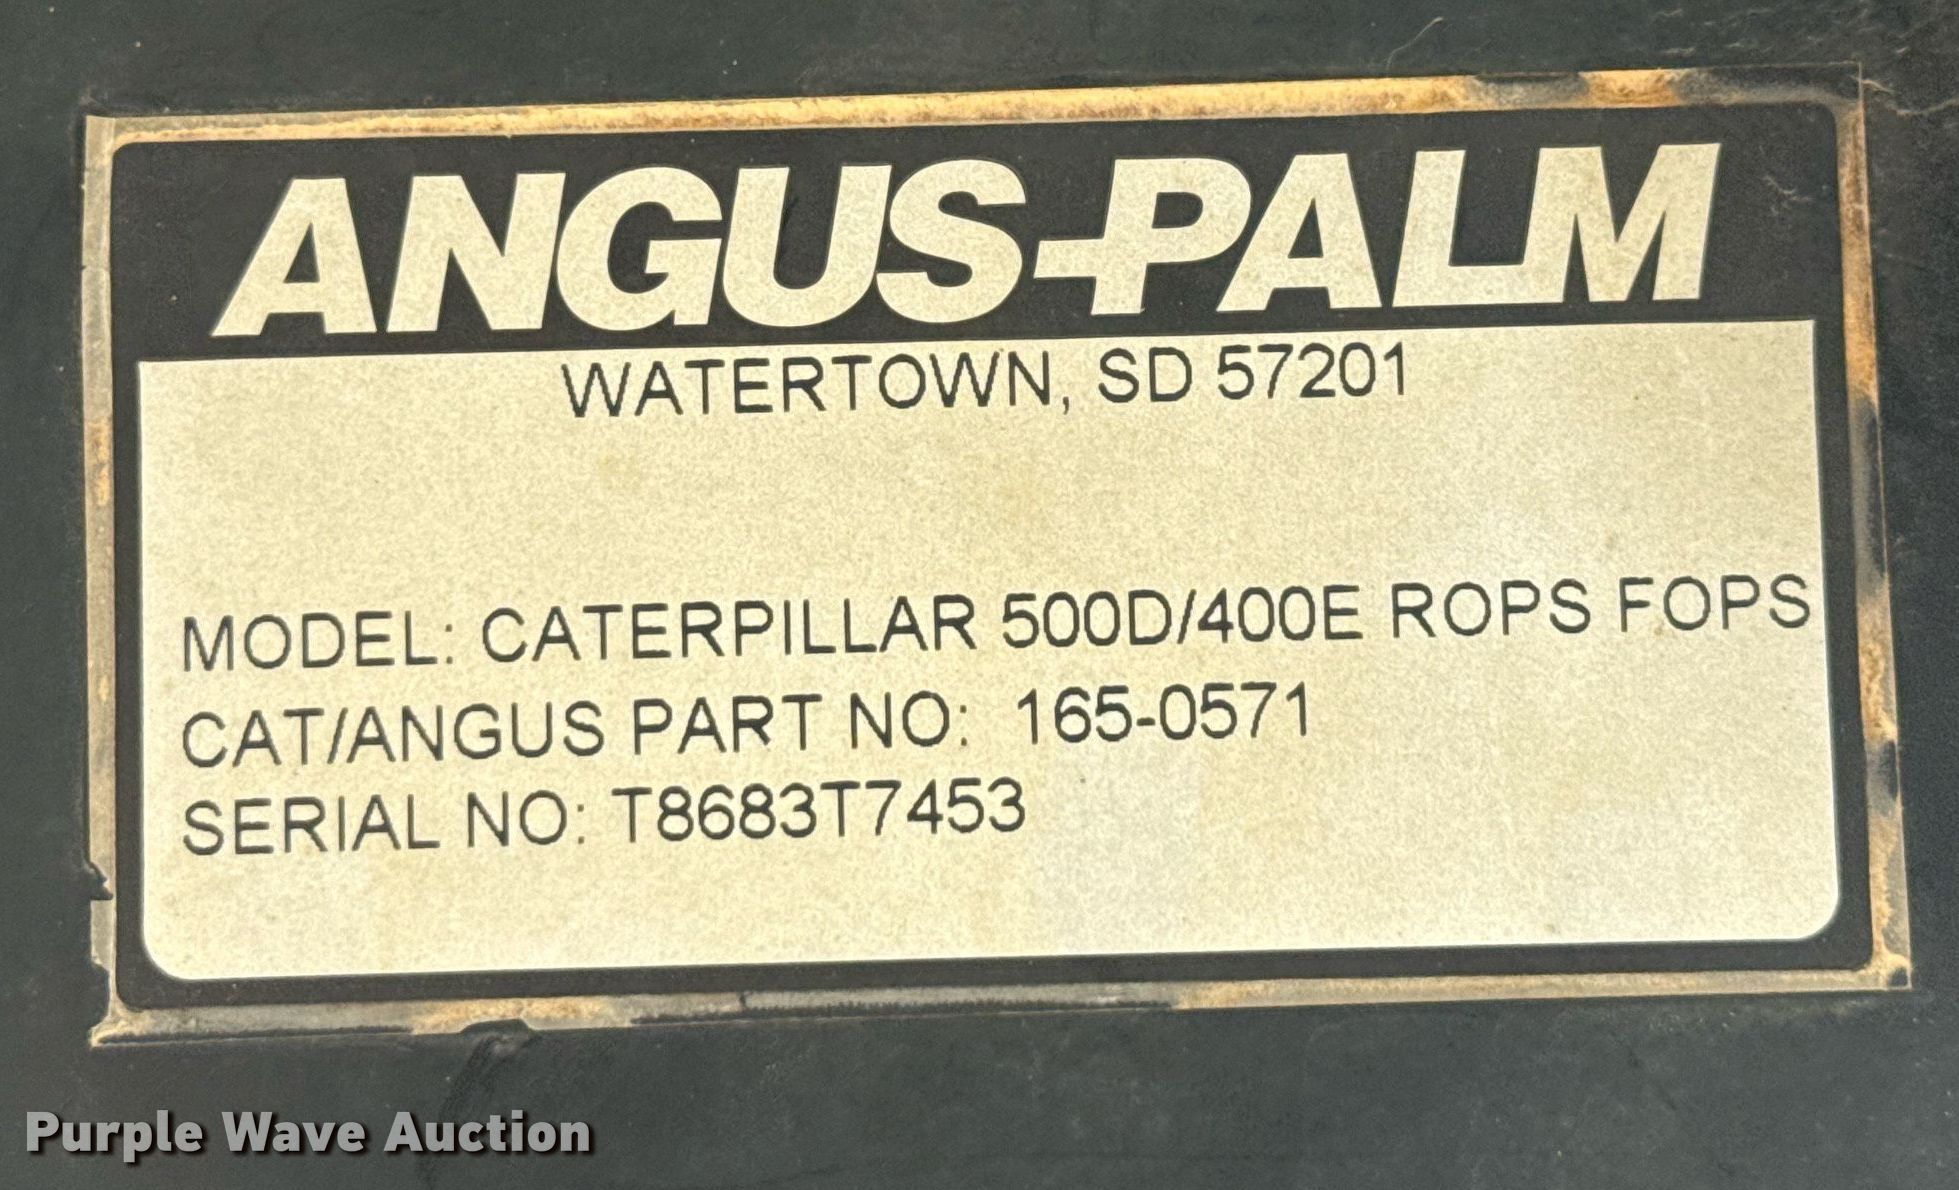 ANGUS-PALM
WATERTOWN, SD 57201
MODEL: CATERPILLAR 500D/400E ROPS FOPS
CAT/ANGUS PART NO: 165-0571
SERIAL NO: T8683T7453
Purple Wave Auction